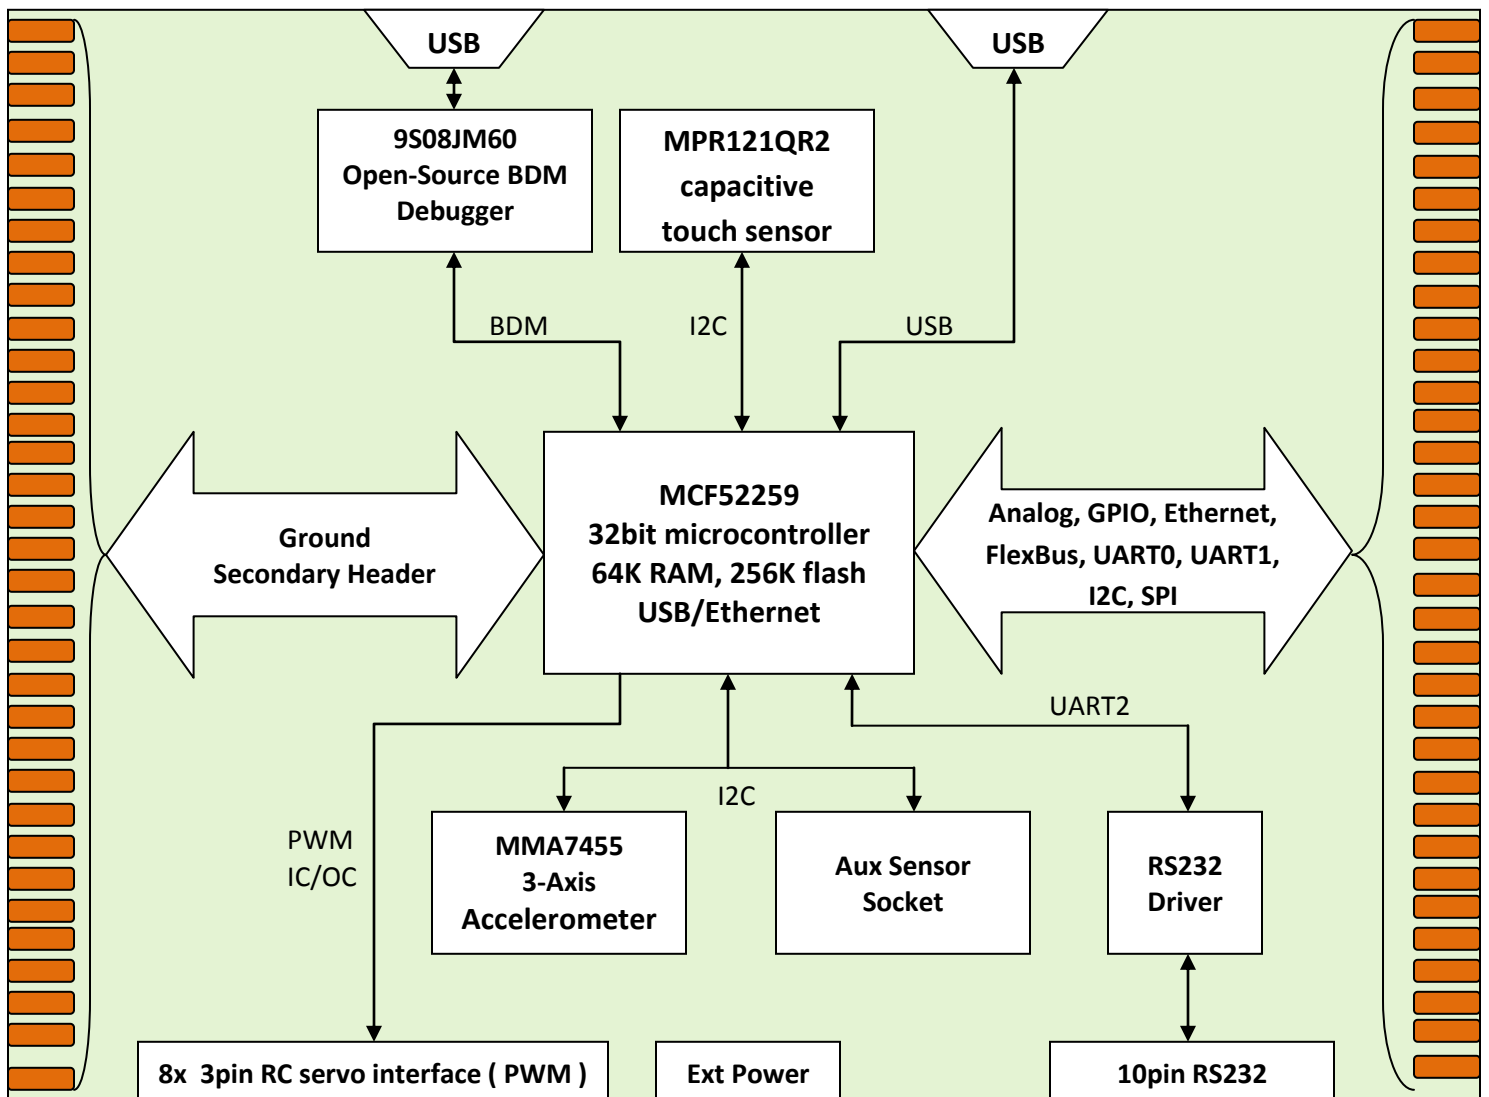 USB
USB
9S08JM60
Open-Source BDM
Debugger
MPR121QR2
capacitive
touch sensor
BDM
I2C
USB
MCF52259
32bit microcontroller
64K RAM, 256K flash
USB/Ethernet
Ground
Secondary Header
Analog, GPIO, Ethernet,
FlexBus, UART0, UART1,
I2C, SPI
UART2
I2C
PWM
IC/OC
MMA7455
3-Axis
Accelerometer
Aux Sensor
Socket
RS232
Driver
8x 3pin RC servo interface ( PWM )
Ext Power
10pin RS232